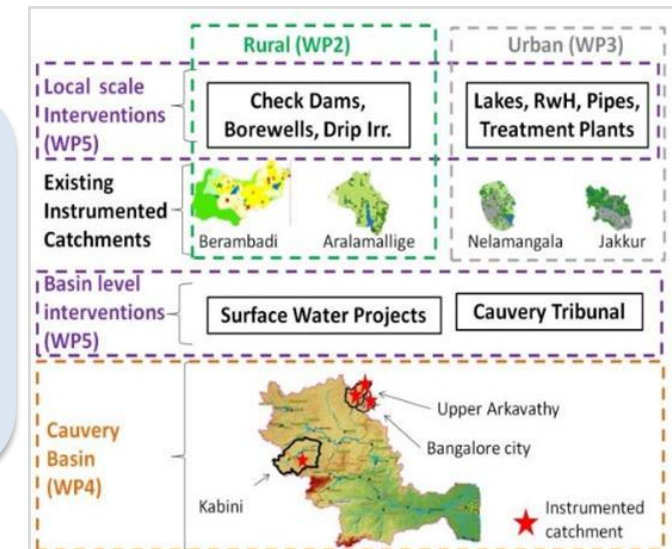 Rural (WP2)
Urban (WP3)
Local scale
Interventions
(WP5)
Check Dams,
Borewells, Drip Irr.
Lakes, RwH, Pipes,
Treatment Plants
Existing
Instrumented
Catchments
Berambadi
Aralamallige
Nelamangala
Jakkur
Basin level
interventions
(WP5)
Surface Water Projects
Cauvery Tribunal
Cauvery
Basin
(WP4)
Upper Arkavathy
Bangalore city
Kabini
Instrumented
catchment